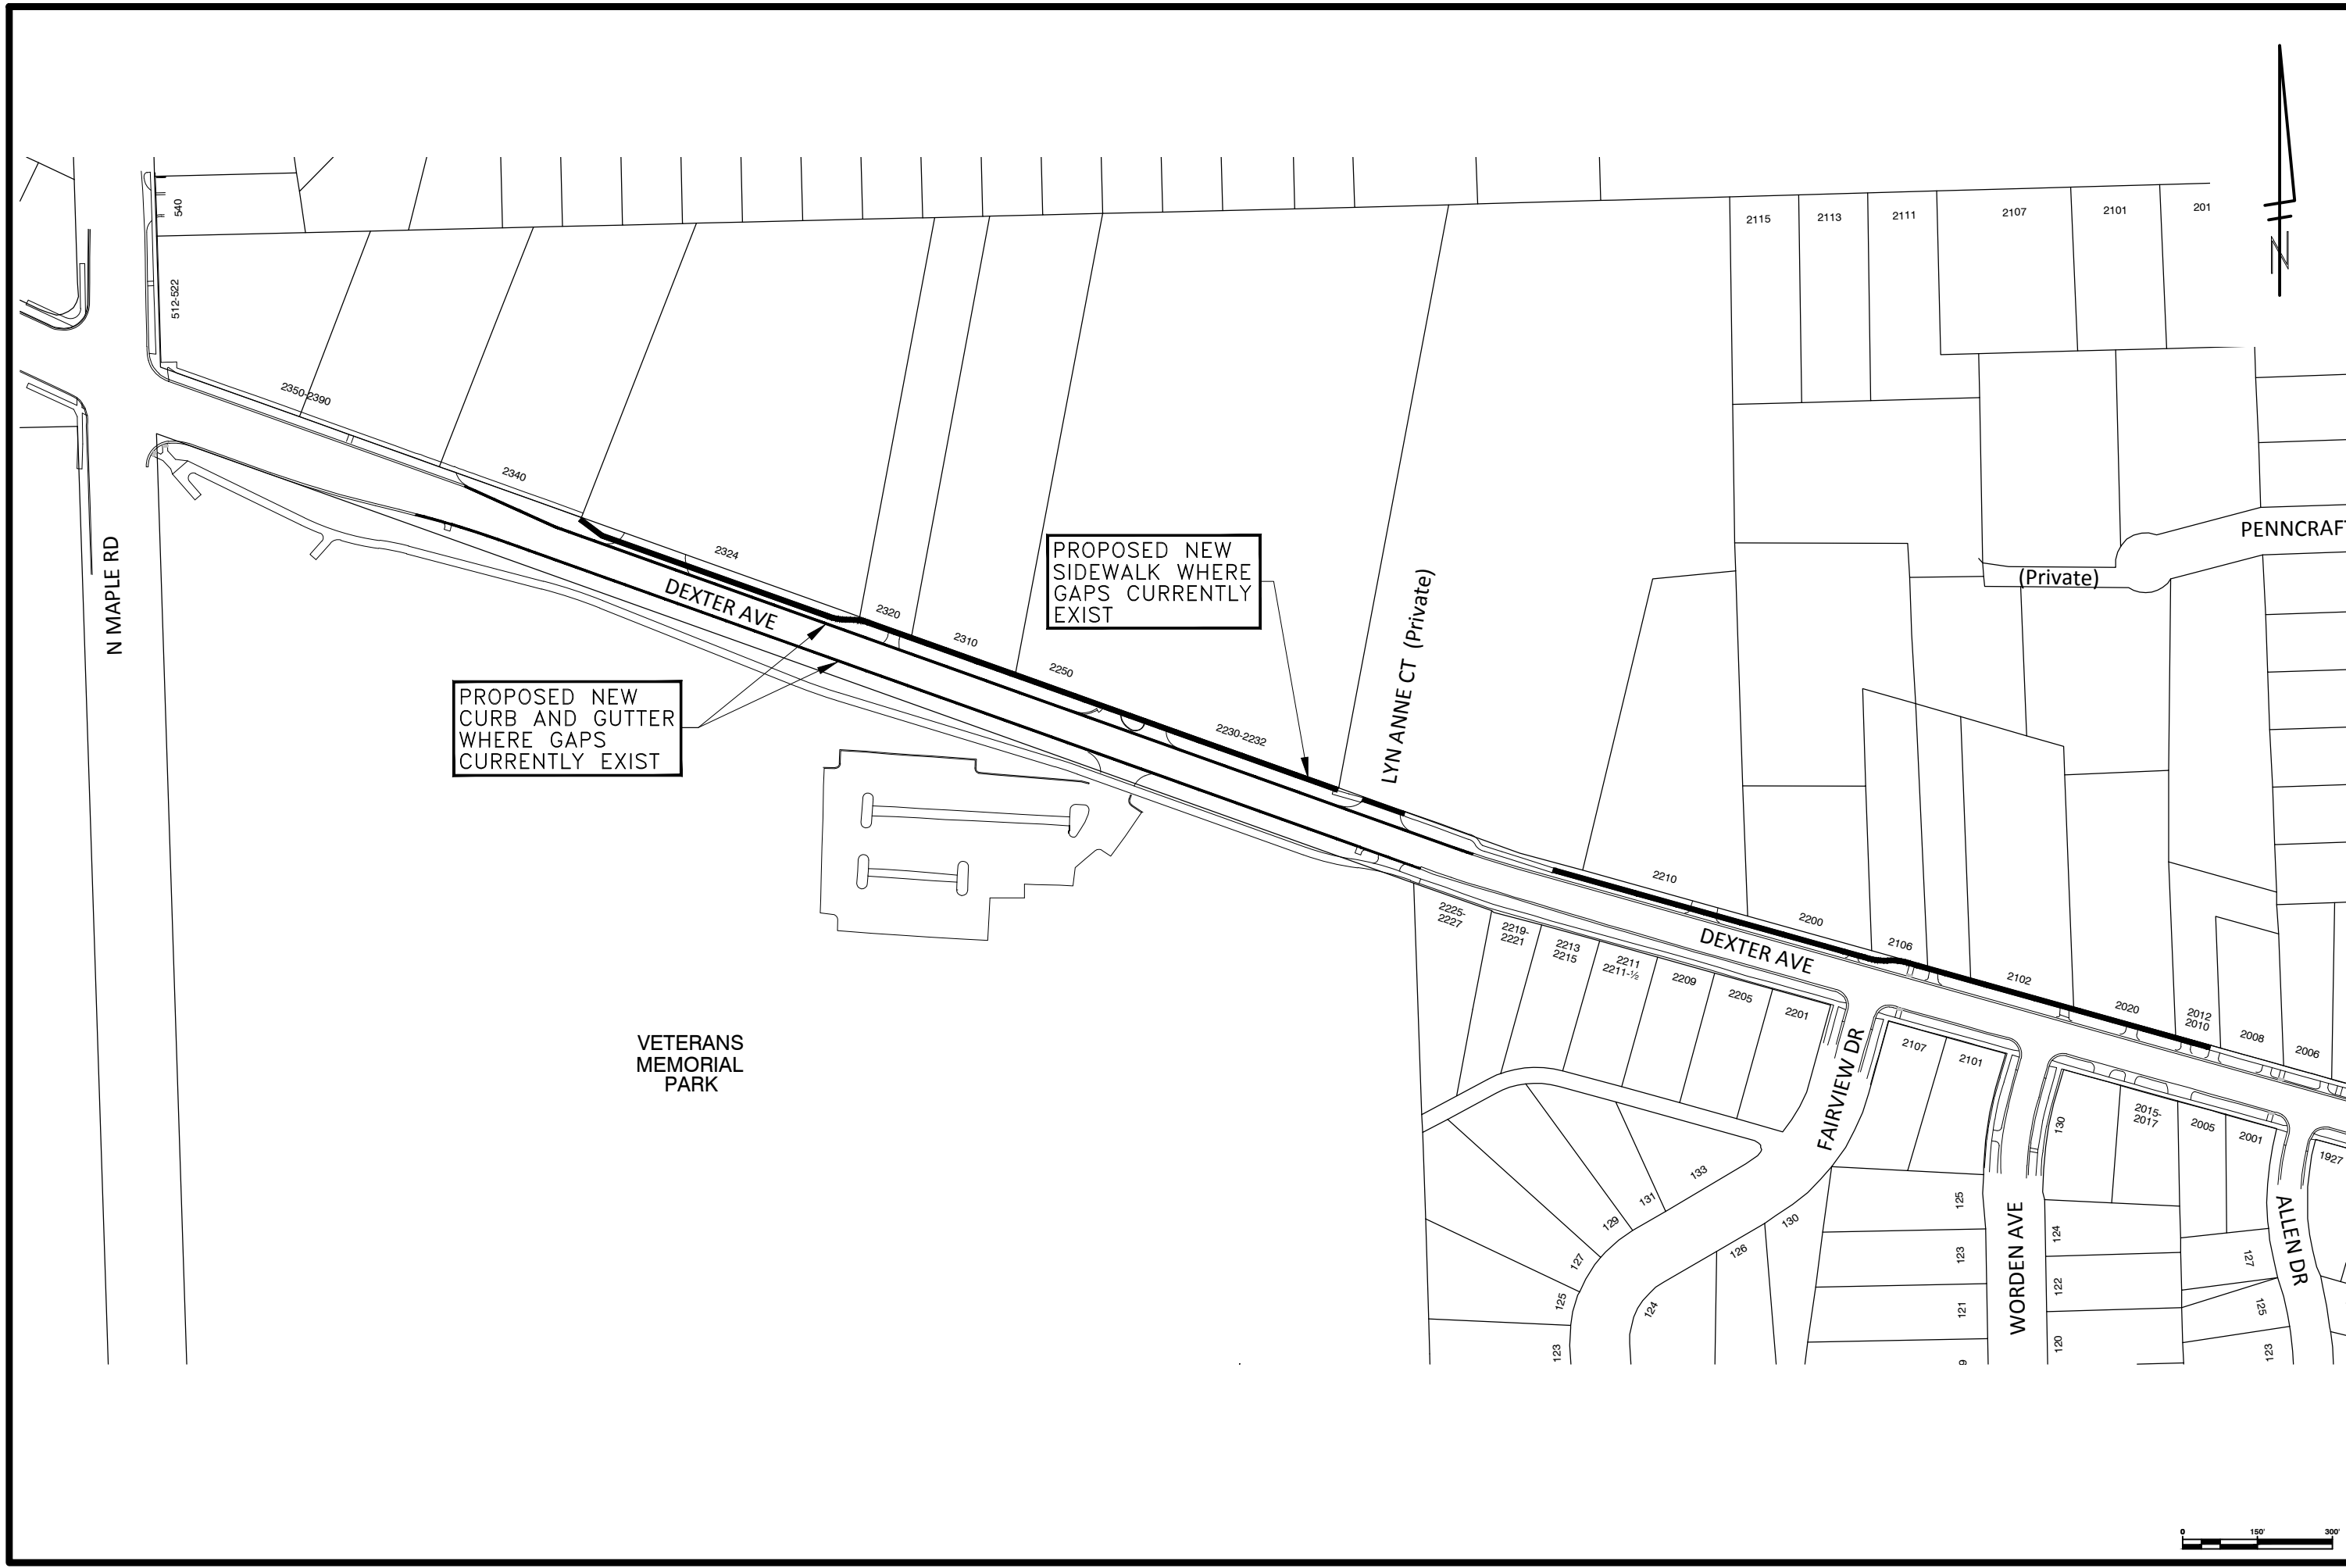 540
512-522
2115
2113
2111
2107
2101
201
N
2350-2390
2340
2324
2320
2310
2250
2230-2232
PROPOSED NEW
SIDEWALK WHERE
GAPS CURRENTLY
EXIST
PENNCRAFT
(Private)
N MAPLE RD
DEXTER AVE
LYN ANNE CT (Private)
PROPOSED NEW
CURB AND GUTTER
WHERE GAPS
CURRENTLY EXIST
2210
2200
2106
2102
2020
2012
2010
2008
2006
DEXTER AVE
2225-
2227
2219-
2221
2213
2215
2211
2211-½
2209
2205
2201
VETERANS
MEMORIAL
PARK
FAIRVIEW DR
2107
2101
130
2015-
2017
2005
2001
1927
133
131
129
127
125
123
130
126
124
125
123
121
9
WORDEN AVE
124
122
120
ALLEN DR
127
125
123
0 150' 300'